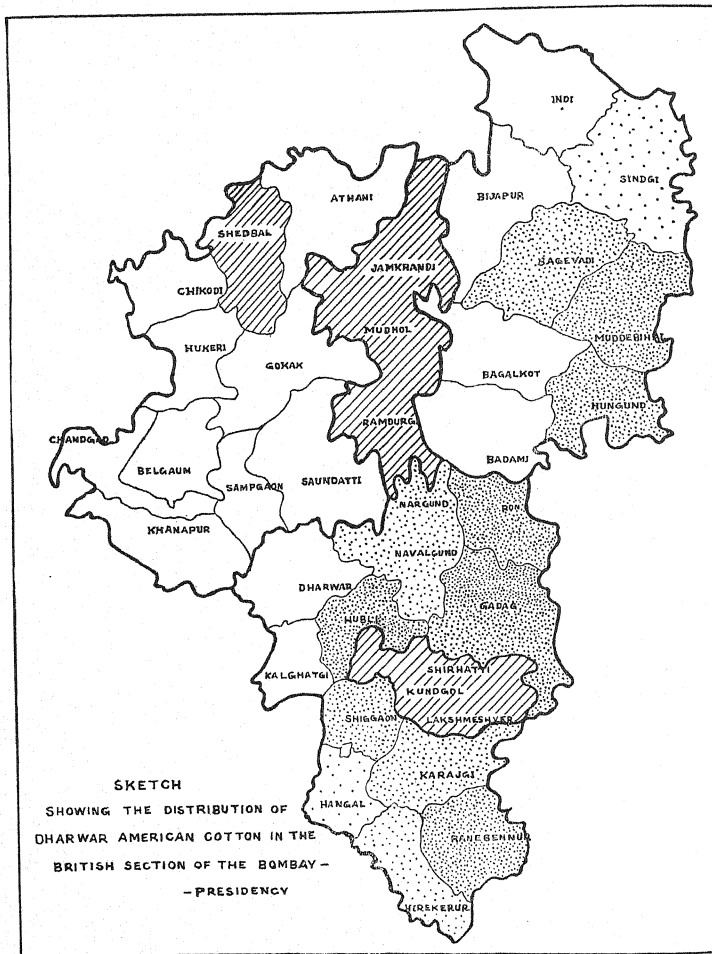 INDI
SINDGI
ATHANI
BIJAPUR
SHEDBAL
BAGEVADI
JAMKHANDI
CHIKODI
MUDHOL
MUDDEBIHAL
HUKERI
GOKAK
BAGALKOT
HUNGUND
RAMDURG
CHANDGAD
BADAMI
BELGAUM
SAUNDATTI
SAMPGAON
NARGUND
RON
KHANAPUR
NAVALGUND
DHARWAR
GADAG
HUBLI
SHIRHATTI
KALGHATGI
KUNDGOL
SHIGGAON
LAKSHMESHVER
KARAJGI
HANGAL
RANEBENNUR
HIREKERUR
SKETCH
SHOWING THE DISTRIBUTION OF
DHARWAR AMERICAN COTTON IN THE
BRITISH SECTION OF THE BOMBAY –
– PRESIDENCY